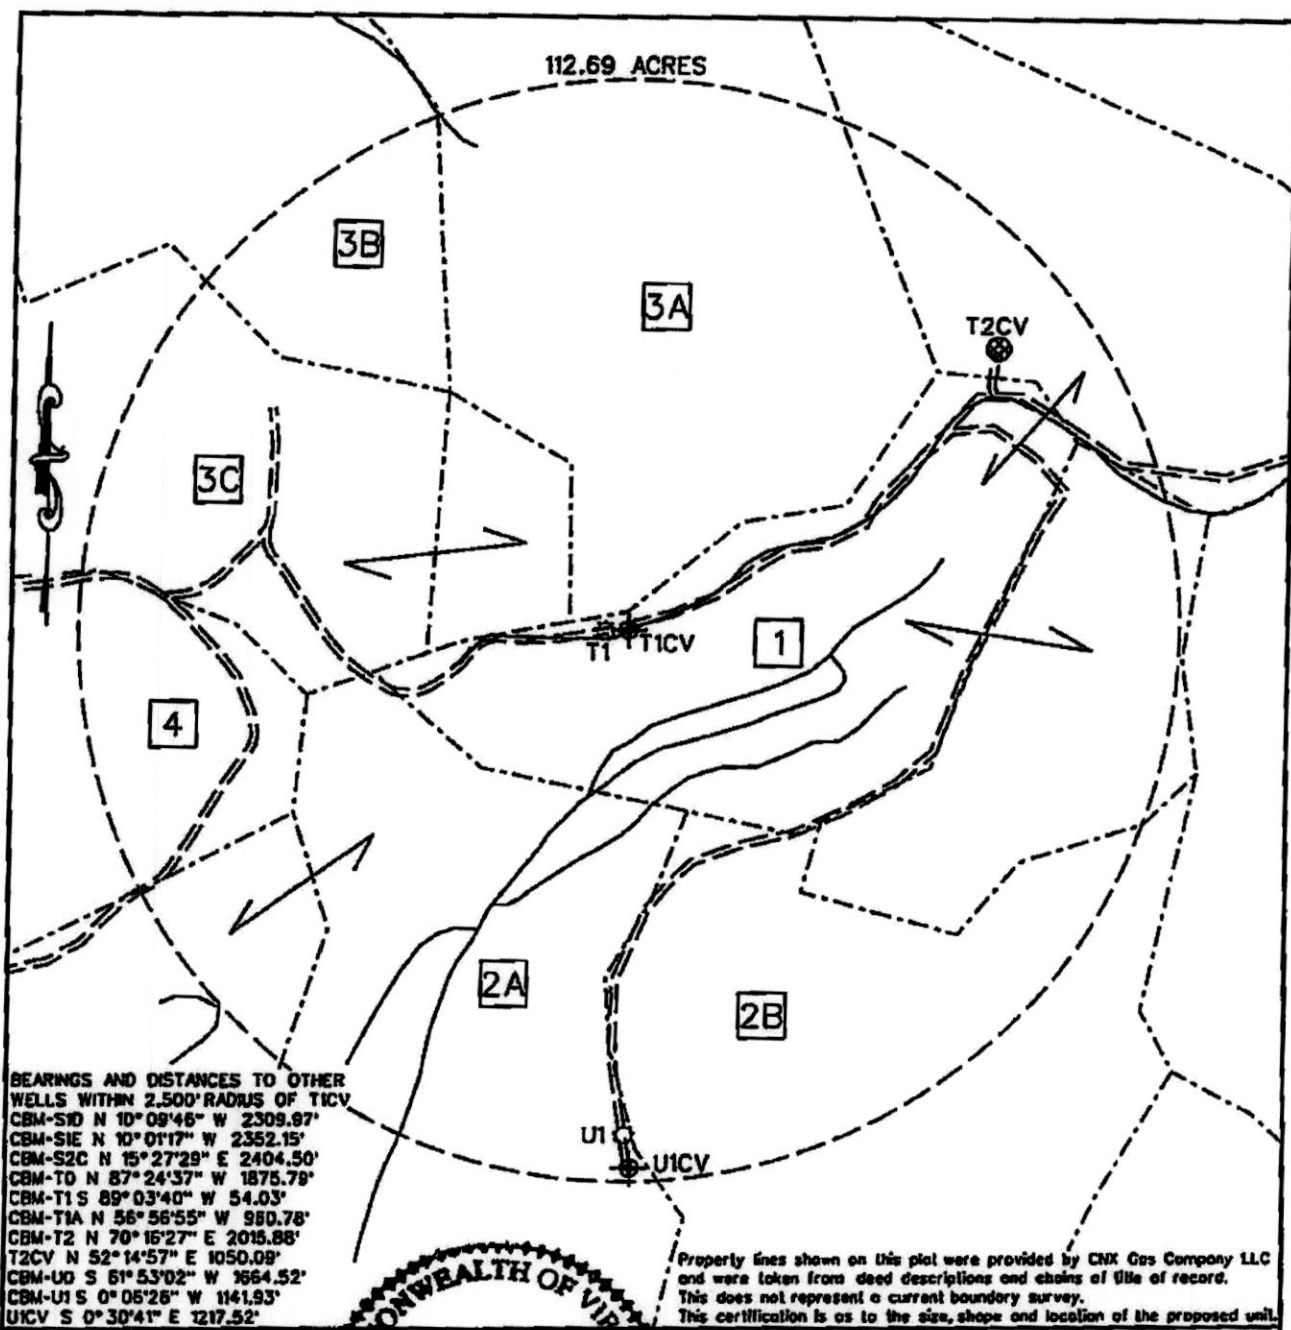 112.69 ACRES
3B
3A
T2CV
3C
T1 T1CV
1
4
2A
2B
U1
U1CV
BEARINGS AND DISTANCES TO OTHER
WELLS WITHIN 2,500' RADIUS OF T1CV
CBM-S1D N 10° 09'46" W 2309.97'
CBM-S1E N 10° 01'17" W 2352.15'
CBM-S2C N 15° 27'29" E 2404.50'
CBM-T0 N 87° 24'37" W 1875.79'
CBM-T1 S 89° 03'40" W 54.03'
CBM-T1A N 56° 56'55" W 980.78'
CBM-T2 N 70° 16'27" E 2015.88'
T2CV N 52° 14'57" E 1050.09'
CBM-U0 S 61° 53'02" W 1664.52'
CBM-U1 S 0° 06'26" W 1141.93'
U1CV S 0° 30'41" E 1217.52'
ONWEALTH OF VIR
Property lines shown on this plat were provided by CNX Gas Company LLC
and were taken from deed descriptions and chains of title of record.
This does not represent a current boundary survey.
This certification is as to the size, shape and location of the proposed unit.